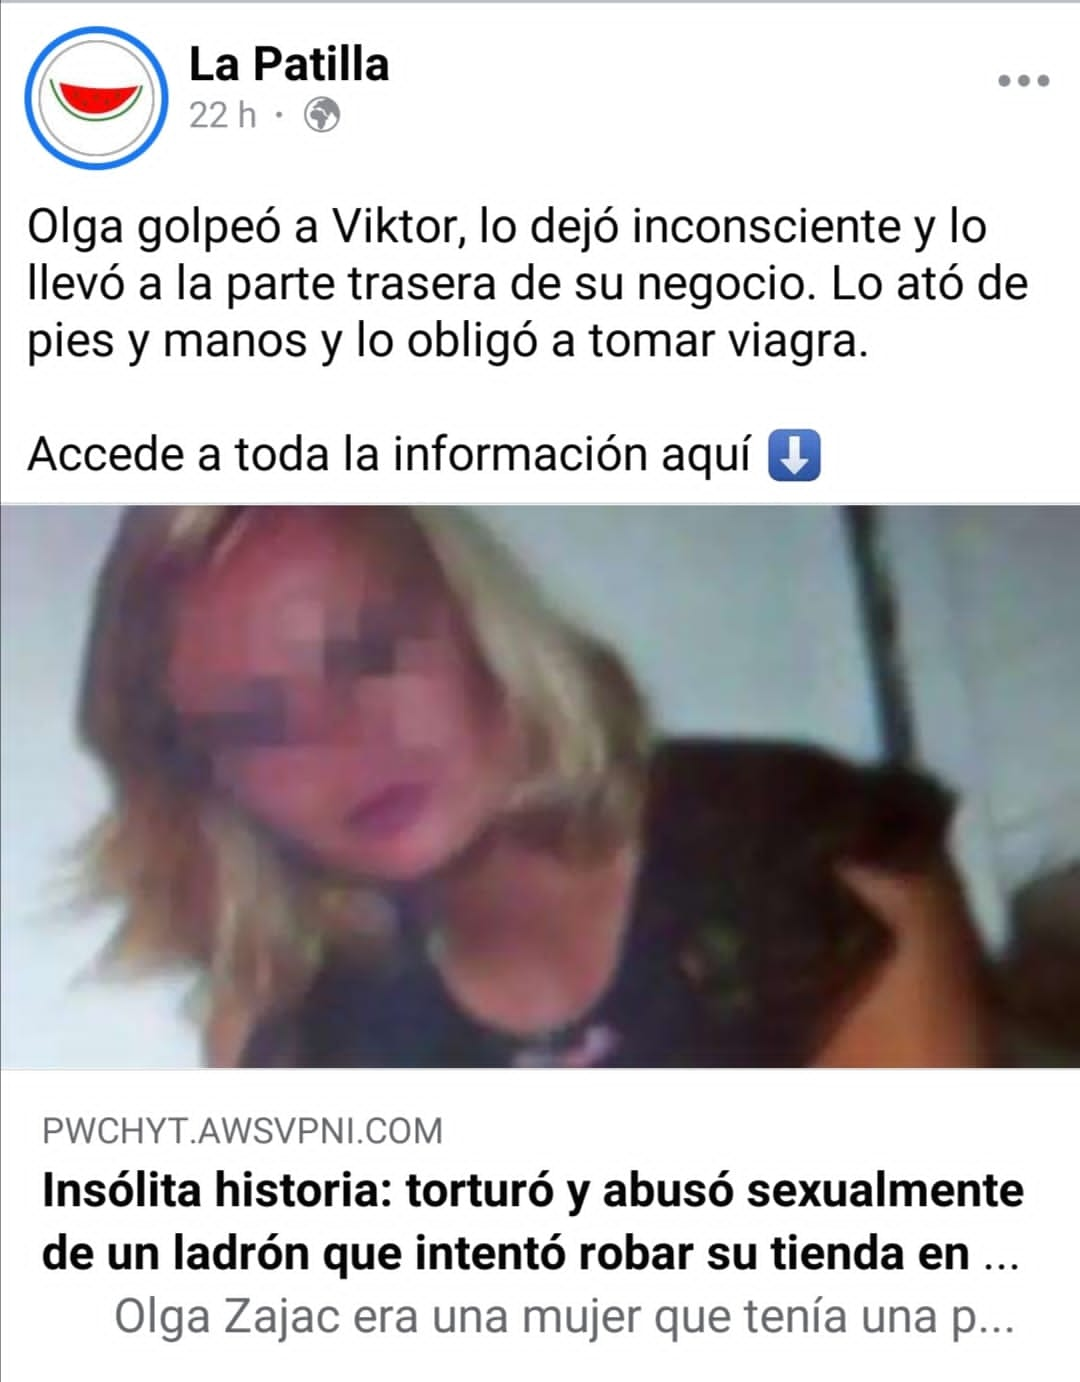 La Patilla
22 h ·
Olga golpeó a Viktor, lo dejó inconsciente y lo
llevó a la parte trasera de su negocio. Lo ató de
pies y manos y lo obligó a tomar viagra.
Accede a toda la información aquí ⬇️
PWCHYT.AWSVPNI.COM
Insólita historia: torturó y abusó sexualmente
de un ladrón que intentó robar su tienda en ...
Olga Zajac era una mujer que tenía una p...